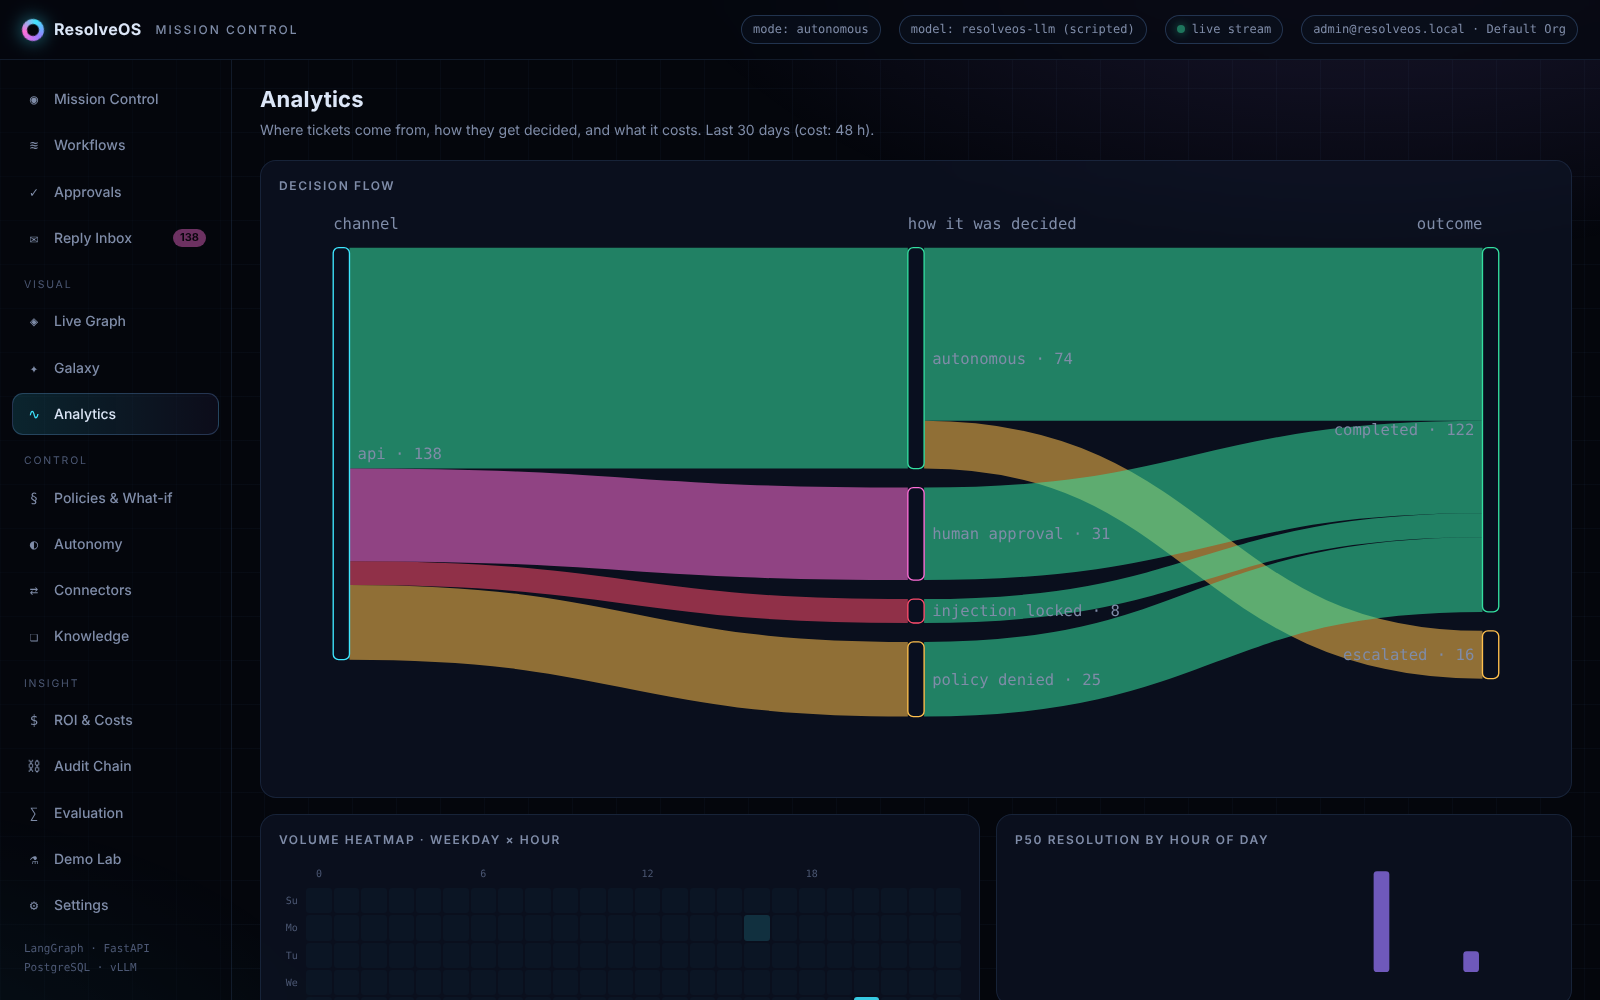 ResolveOS MISSION CONTROL
mode: autonomous
model: resolveos-llm (scripted)
live stream
admin@resolveos.local · Default Org
Mission Control
Workflows
Approvals
Reply Inbox 138
VISUAL
Live Graph
Galaxy
Analytics
CONTROL
Policies & What-if
Autonomy
Connectors
Knowledge
INSIGHT
ROI & Costs
Audit Chain
Evaluation
Demo Lab
Settings
LangGraph · FastAPI
PostgreSQL · vLLM
Analytics
Where tickets come from, how they get decided, and what it costs. Last 30 days (cost: 48 h).
DECISION FLOW
channel
how it was decided
outcome
api · 138
autonomous · 74
human approval · 31
injection locked · 8
policy denied · 25
completed · 122
escalated · 16
VOLUME HEATMAP · WEEKDAY × HOUR
0 6 12 18
Su
Mo
Tu
We
P50 RESOLUTION BY HOUR OF DAY